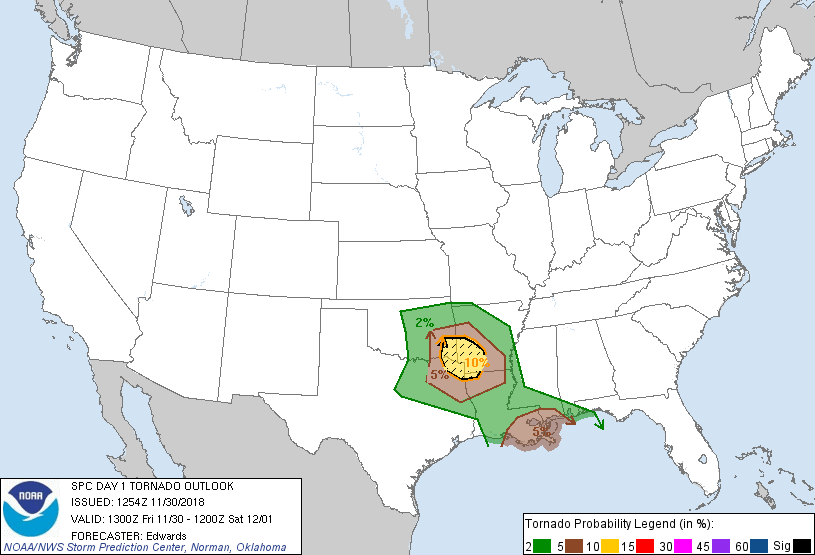 2%
10%
5%
5%
NOAA
SPC DAY 1 TORNADO OUTLOOK
ISSUED: 1254Z 11/30/2018
VALID: 1300Z Fri 11/30 - 1200Z Sat 12/01
FORECASTER: Edwards
NOAA/NWS Storm Prediction Center, Norman, Oklahoma
Tornado Probability Legend (in %):
2 5 10 15 30 45 60 Sig